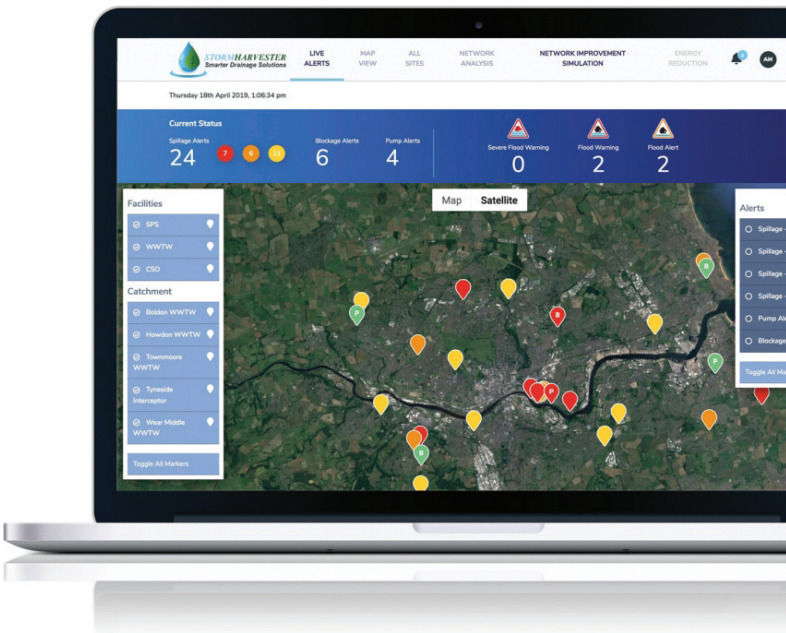 STORMHARVESTER
Smarter Drainage Solutions
LIVE
ALERTS
MAP
VIEW
ALL
SITES
NETWORK
ANALYSIS
NETWORK IMPROVEMENT
SIMULATION
ENERGY
REDUCTION
AM
Thursday 18th April 2019, 1:06:34 pm
Current Status
Spillage Alerts
24
7
6
11
Blockage Alerts
6
Pump Alerts
4
Severe Flood Warning
0
Flood Warning
2
Flood Alert
2
Map
Satellite
Facilities
SPS
WWTW
CSO
Catchment
Boldon WWTW
Howdon WWTW
Townmoore
WWTW
Tyneside
Interceptor
Wear Middle
WWTW
Toggle All Markers
Alerts
Spillage -
Spillage -
Spillage -
Spillage -
Pump Al
Blockage
Toggle All Ma
P
B
B
P
P
B